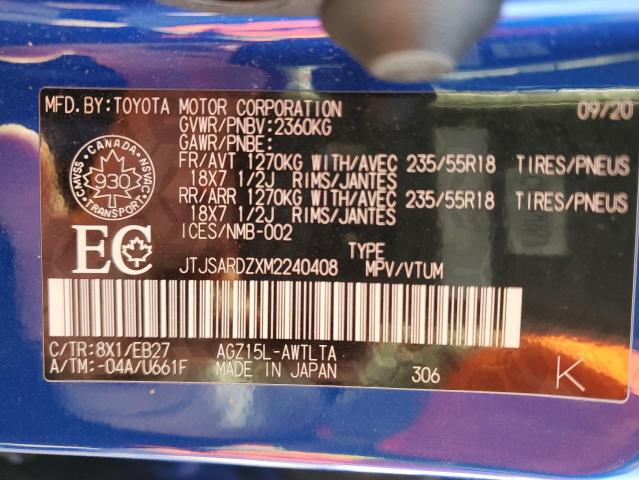 MFD.BY:TOYOTA MOTOR CORPORATION 09/20
GVWR/PNBV:2360KG
GAWR/PNBE:
FR/AVT 1270KG WITH/AVEC 235/55R18 TIRES/PNEUS
18X7 1/2J RIMS/JANTES
RR/ARR 1270KG WITH/AVEC 235/55R18 TIRES/PNEUS
18X7 1/2J RIMS/JANTES
ICES/NMB-002
CANADA
CMVSS
NSVAC
930
TRANSPORT
EC
TYPE
JTJSARDZXM2240408 MPV/VTUM
C/TR:8X1/EB27 AGZ15L-AWTLTA
A/TM:-04A/U661F MADE IN JAPAN 306 K